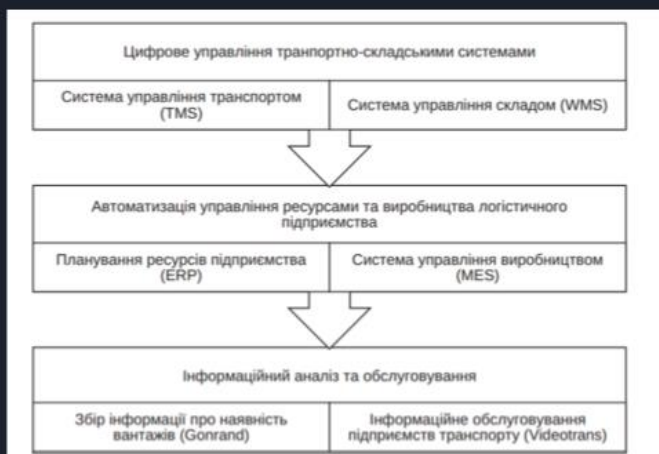 Цифрове управління транпортно-складськими системами
Система управління транспортом
(TMS)
Система управління складом (WMS)
Автоматизація управління ресурсами та виробництва логістичного
підприємства
Планування ресурсів підприємства
(ERP)
Система управління виробництвом
(MES)
Інформаційний аналіз та обслуговування
Збір інформації про наявність
вантажів (Gonrand)
Інформаційне обслуговування
підприємств транспорту (Videotrans)